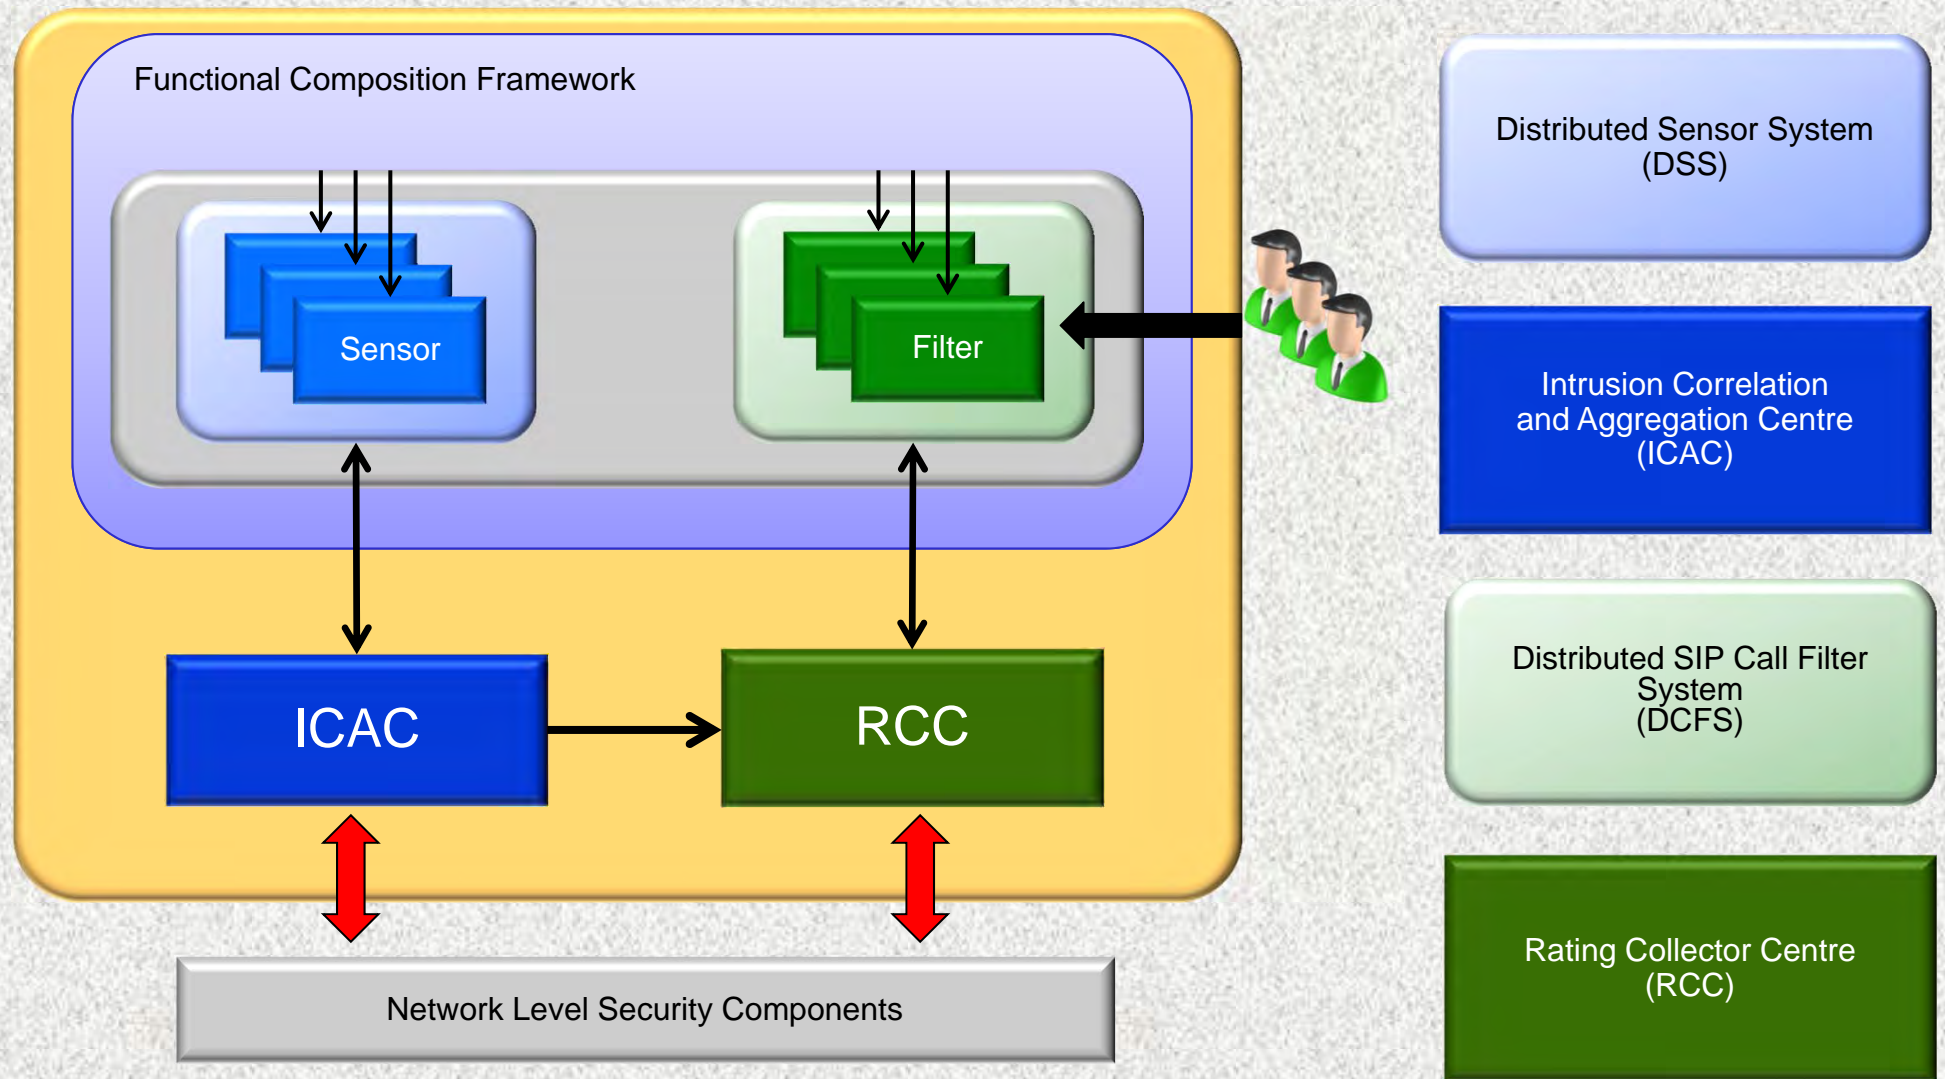 Functional Composition Framework
Sensor
Filter
ICAC
RCC
Network Level Security Components
Distributed Sensor System
(DSS)
Intrusion Correlation
and Aggregation Centre
(ICAC)
Distributed SIP Call Filter
System
(DCFS)
Rating Collector Centre
(RCC)